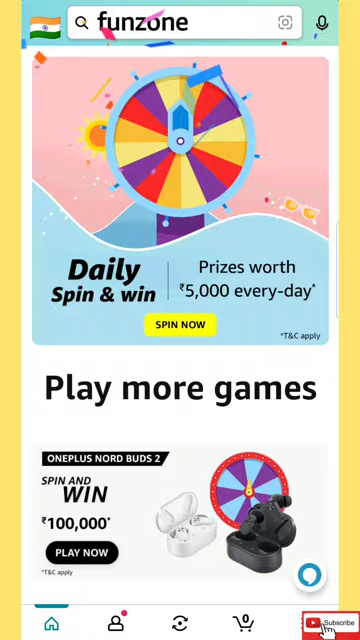 funzone
Daily
Spin & win
Prizes worth
₹5,000 every-day*
SPIN NOW
*T&C apply
Play more games
ONEPLUS NORD BUDS 2
SPIN AND
WIN
₹100,000*
PLAY NOW
*T&C apply
0
Subscribe